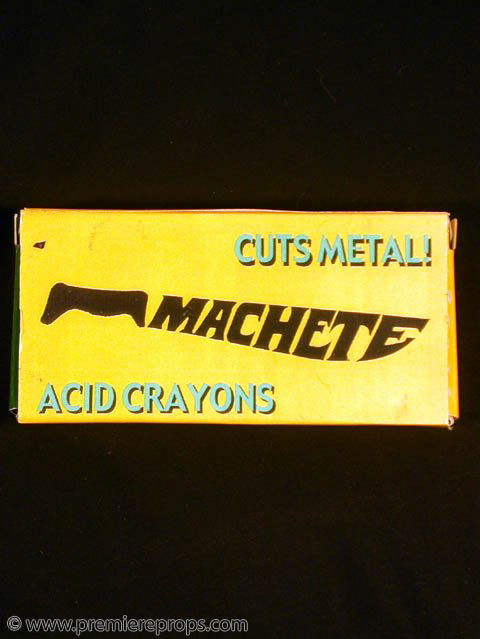 CUTS METAL!
MACHETE
ACID CRAYONS
© www.premiereprops.com